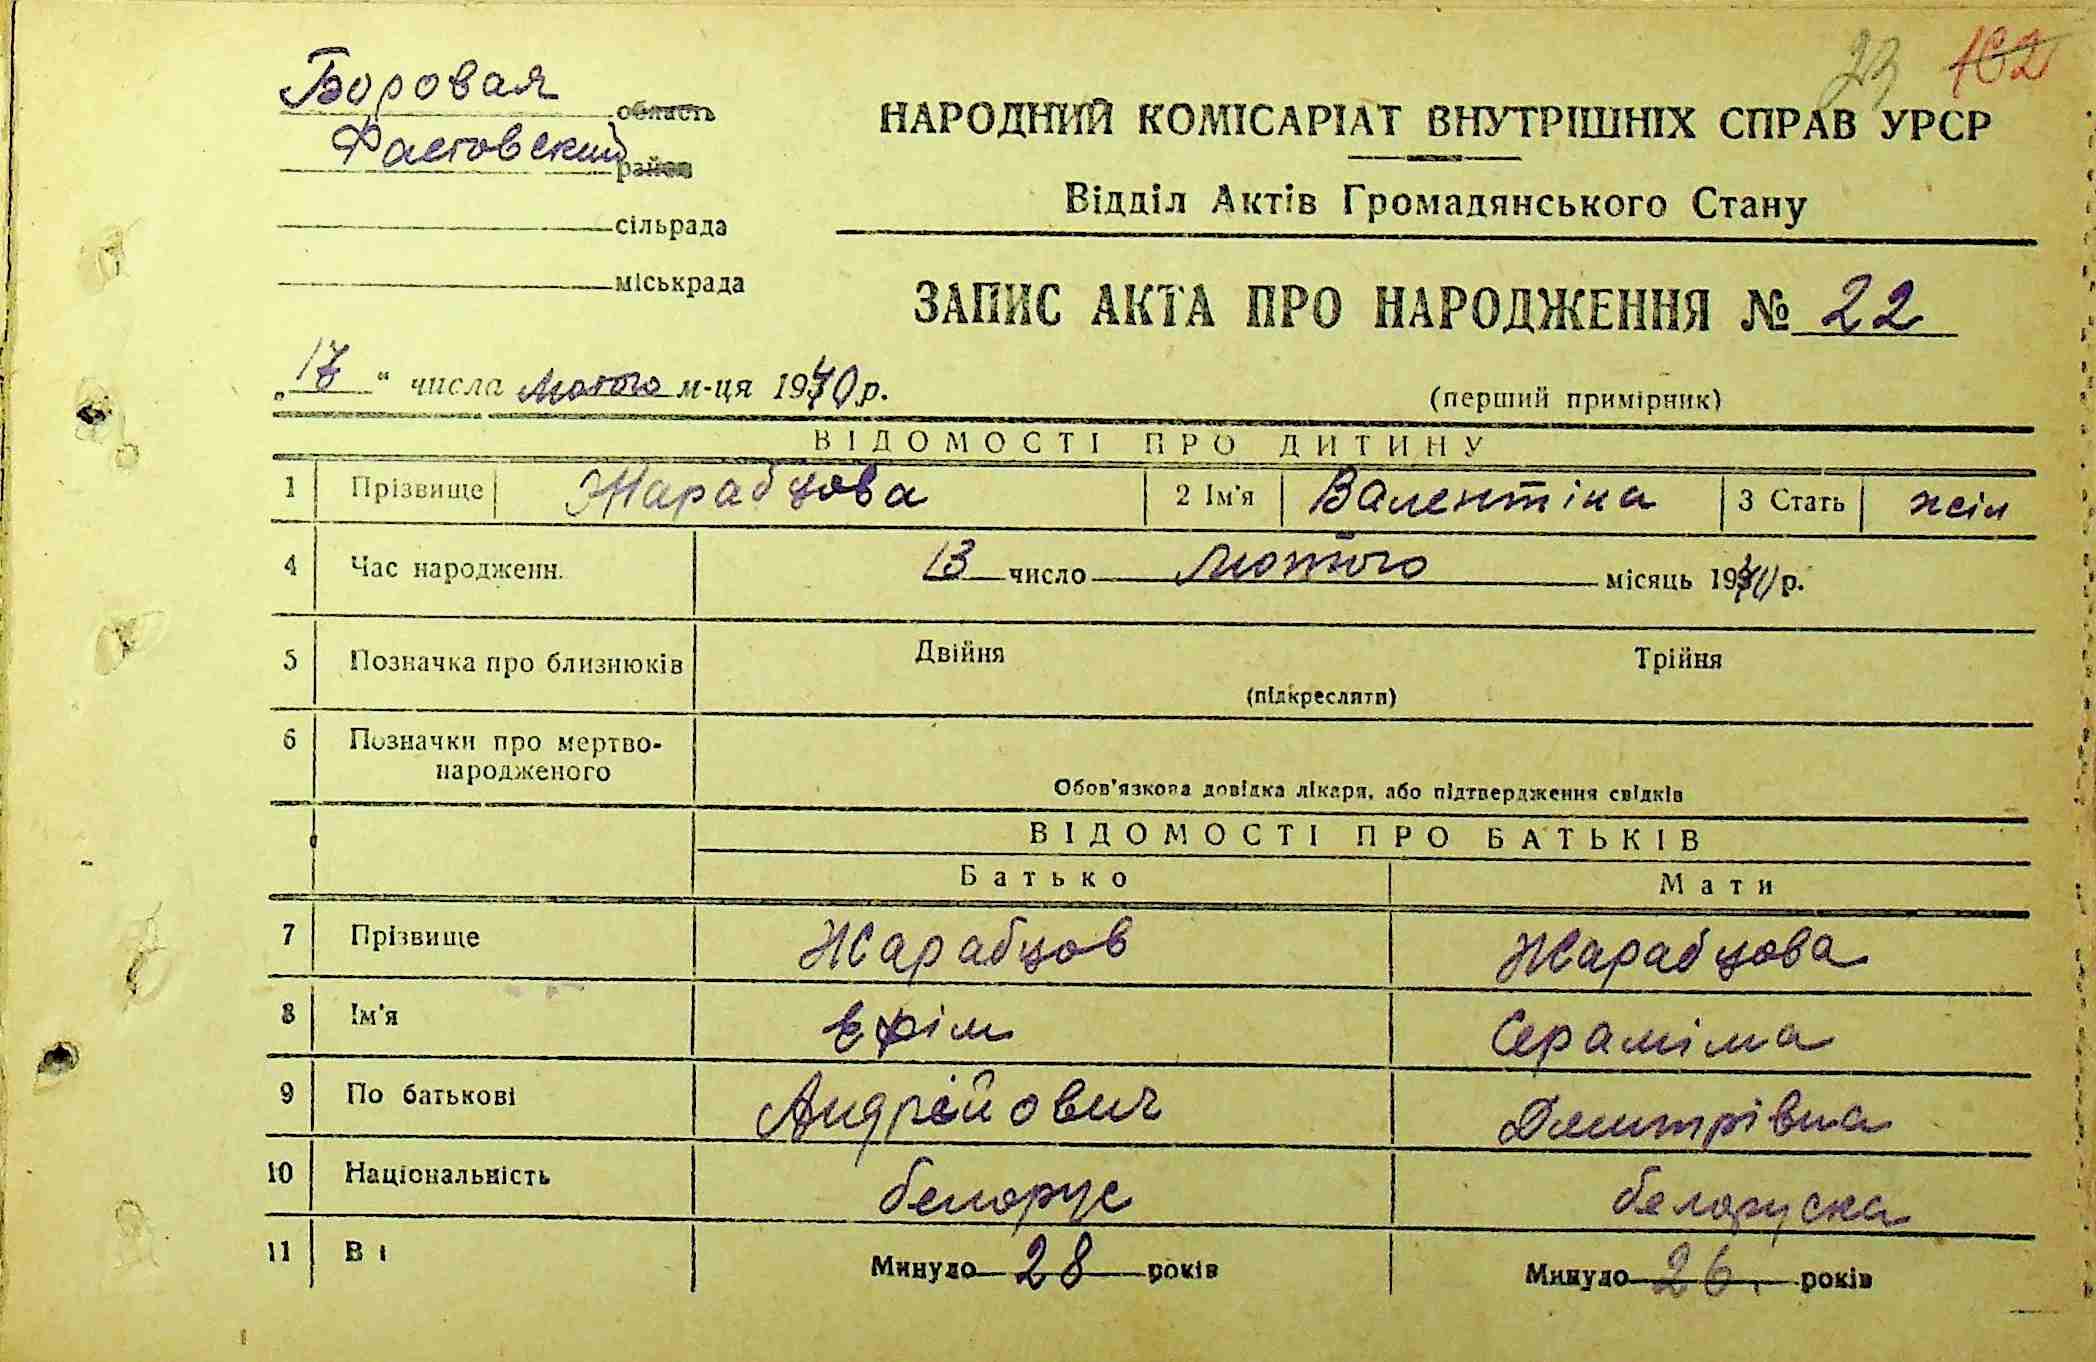 23 102
Боровая область
Фастовский район
сільрада
міськрада
НАРОДНИЙ КОМІСАРІАТ ВНУТРІШНІХ СПРАВ УРСР
Відділ Актів Громадянського Стану
ЗАПИС АКТА ПРО НАРОДЖЕННЯ № 22
„17“ числа лютого м-ця 1940 р.
(перший примірник)
ВІДОМОСТІ ПРО ДИТИНУ
1 Прізвище Жарабцова 2 Ім'я Валентіна 3 Стать жін
4 Час народженн. 13 число лютого місяць 1940 р.
5 Позначка про близнюків Двійня Трійня
(підкреслити)
6 Позначки про мертво-
народженого
Обов'язкова довідка лікаря, або підтвердження свідків
ВІДОМОСТІ ПРО БАТЬКІВ
Батько Мати
7 Прізвище Жарабцов Жарабцова
8 Ім'я Єфім Сераміма
9 По батькові Андрійович Дмитрівна
10 Національність белорус белоруска
11 Ві Минуло 28 років Минуло 26. років